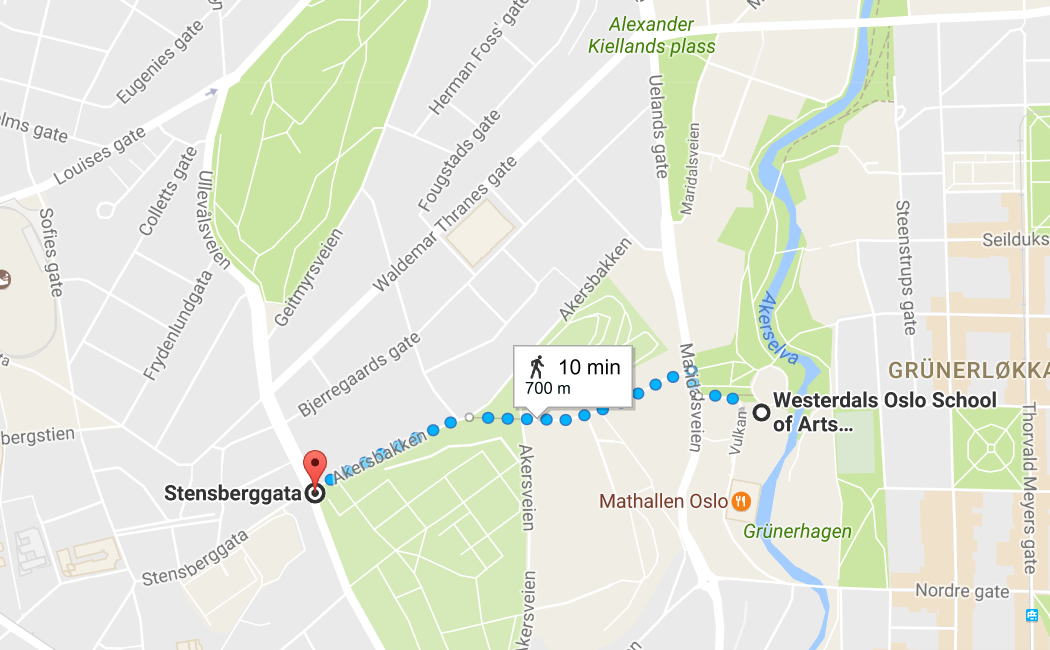 Alexander
Kiellands plass
Eugenies gate
Herman Foss' gate
elms gate
Louises gate
Colletts gate
Ullevålsveien
Fougstads gate
Uelands gate
Maridalsveien
Waldemar Thranes gate
Sofies gate
Steenstrups gate
Seilduks
Geitmyrsveien
Akersbakken
Frydenlundgata
Akerselva
Bjerregaards gate
10 min
700 m
Maridalsveien
GRÜNERLØKKA
Westerdals Oslo School
of Arts...
bergstien
Akersbakken
Vulkan
Thorvald Meyers gate
Akersveien
Stensberggata
Mathallen Oslo
Grünerhagen
Stensberggata
Nordre gate
Akersveien